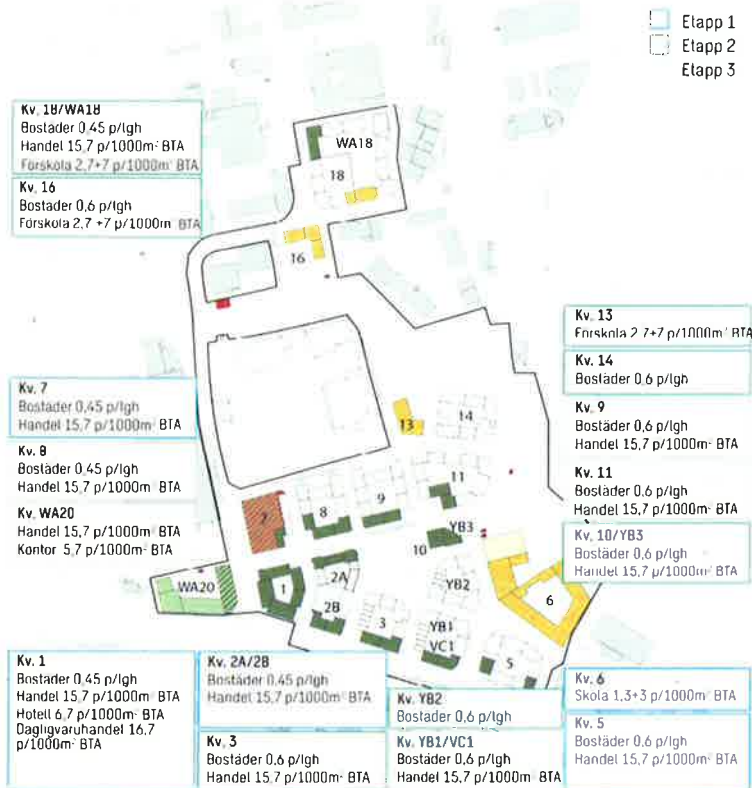 Etapp 1
Etapp 2
Etapp 3
Kv. 18/WA18
Bostäder 0,45 p/lgh
Handel 15,7 p/1000m² BTA
Förskola 2,7+7 p/1000m² BTA
Kv. 16
Bostäder 0,6 p/lgh
Förskola 2,7 +7 p/1000m² BTA
WA18
18
16
Kv. 13
Förskola 2,7+7 p/1000m² BTA
Kv. 14
Bostäder 0,6 p/lgh
Kv. 9
Bostäder 0,6 p/lgh
Handel 15,7 p/1000m² BTA
Kv. 11
Bostäder 0,6 p/lgh
Handel 15,7 p/1000m² BTA
Kv. 10/YB3
Bostäder 0,6 p/lgh
Handel 15,7 p/1000m² BTA
Kv. 7
Bostäder 0,45 p/lgh
Handel 15,7 p/1000m² BTA
Kv. 8
Bostäder 0,45 p/lgh
Handel 15,7 p/1000m² BTA
Kv. WA20
Handel 15,7 p/1000m² BTA
Kontor 5,7 p/1000m² BTA
13
14
11
7
8
9
YB3
10
WA20
1
2A
2B
YB2
6
3
YB1
VC1
5
Kv. 1
Bostäder 0,45 p/lgh
Handel 15,7 p/1000m² BTA
Hotell 6,7 p/1000m² BTA
Dagligvaruhandel 16,7
p/1000m² BTA
Kv. 2A/2B
Bostäder 0,45 p/lgh
Handel 15,7 p/1000m² BTA
Kv. 3
Bostäder 0,6 p/lgh
Handel 15,7 p/1000m² BTA
Kv. YB2
Bostäder 0,6 p/lgh
Kv. YB1/VC1
Bostäder 0,6 p/lgh
Handel 15,7 p/1000m² BTA
Kv. 6
Skola 1,3+3 p/1000m² BTA
Kv. 5
Bostäder 0,6 p/lgh
Handel 15,7 p/1000m² BTA